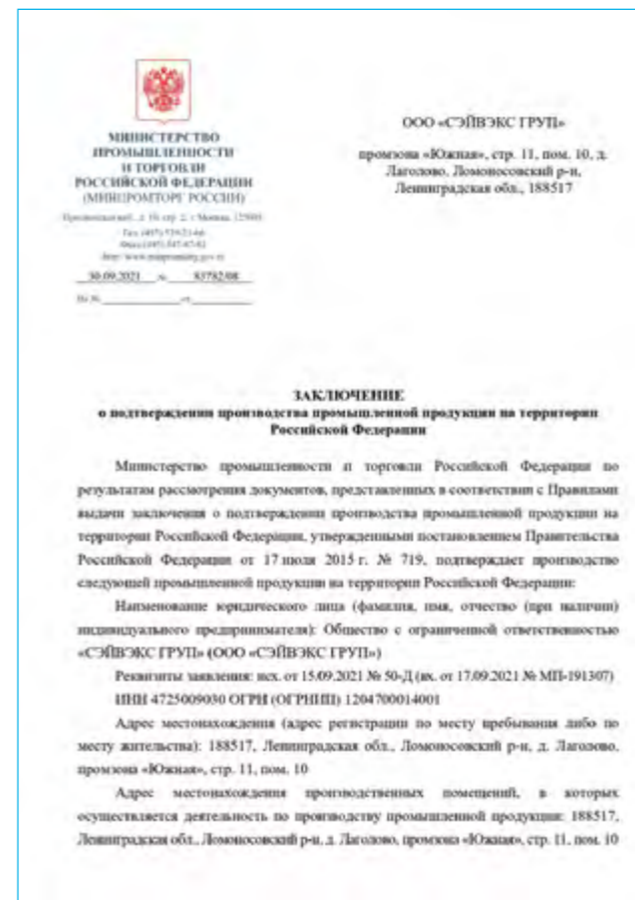 МИНИСТЕРСТВО
ПРОМЫШЛЕННОСТИ
И ТОРГОВЛИ
РОССИЙСКОЙ ФЕДЕРАЦИИ
(МИНПРОМТОРГ РОССИИ)
г. Москва,
30.09.2021 № 83782/08
На № от
ООО «СЭЙВЭКС ГРУП»
промзона «Южная», стр. 11, пом. 10, д.
Лаголово, Ломоносовский р-н,
Ленинградская обл., 188517
ЗАКЛЮЧЕНИЕ
о подтверждении производства промышленной продукции на территории
Российской Федерации
Министерство промышленности и торговли Российской Федерации по
результатам рассмотрения документов, представленных в соответствии с Правилами
выдачи заключения о подтверждении производства промышленной продукции на
территории Российской Федерации, утвержденными постановлением Правительства
Российской Федерации от 17 июля 2015 г. № 719, подтверждает производство
следующей промышленной продукции на территории Российской Федерации:
Наименование юридического лица (фамилия, имя, отчество (при наличии)
индивидуального предпринимателя): Общество с ограниченной ответственностью
«СЭЙВЭКС ГРУП» (ООО «СЭЙВЭКС ГРУП»)
Реквизиты заявления: исх. от 15.09.2021 № 50-Д (вх. от 17.09.2021 № МП-191307)
ИНН 4725009030 ОГРН (ОГРНИП) 1204700014001
Адрес местонахождения (адрес регистрации по месту пребывания либо по
месту жительства): 188517, Ленинградская обл., Ломоносовский р-н, д. Лаголово,
промзона «Южная», стр. 11, пом. 10
Адрес местонахождения производственных помещений, в которых
осуществляется деятельность по производству промышленной продукции: 188517,
Ленинградская обл., Ломоносовский р-н, д. Лаголово, промзона «Южная», стр. 11, пом. 10